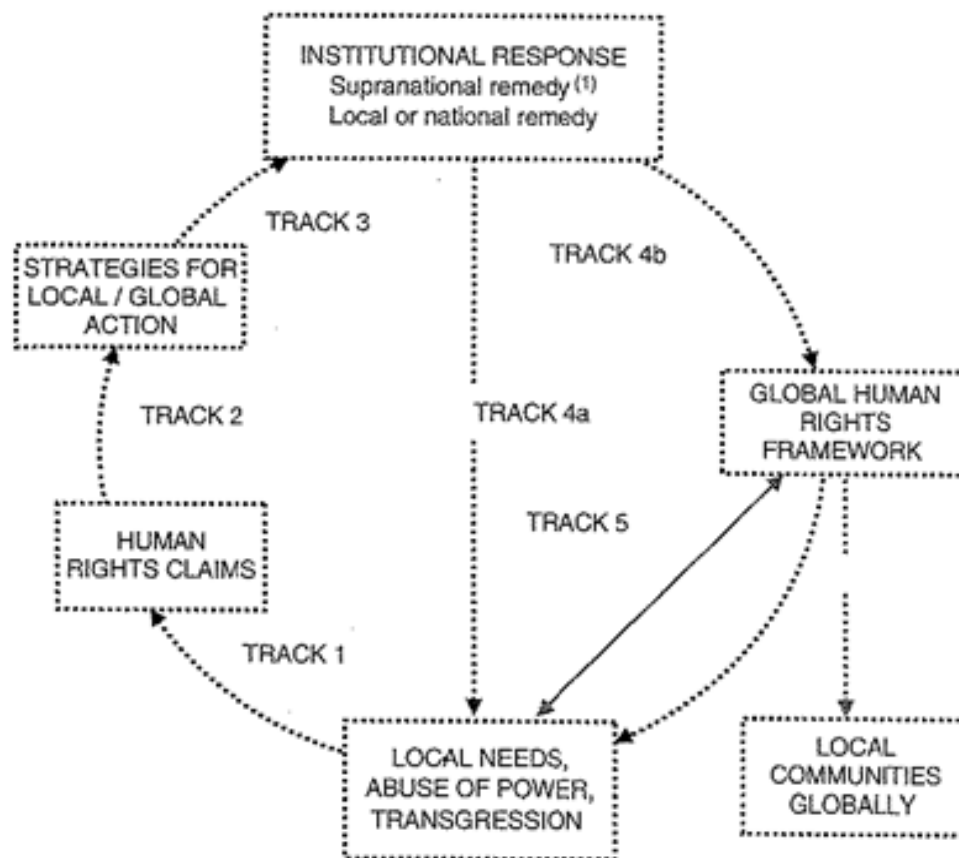 INSTITUTIONAL RESPONSE
Supranational remedy (1)
Local or national remedy
TRACK 3
TRACK 4b
STRATEGIES FOR
LOCAL / GLOBAL
ACTION
TRACK 2
TRACK 4a
GLOBAL HUMAN
RIGHTS
FRAMEWORK
TRACK 5
HUMAN
RIGHTS CLAIMS
TRACK 1
LOCAL NEEDS,
ABUSE OF POWER,
TRANSGRESSION
LOCAL
COMMUNITIES
GLOBALLY